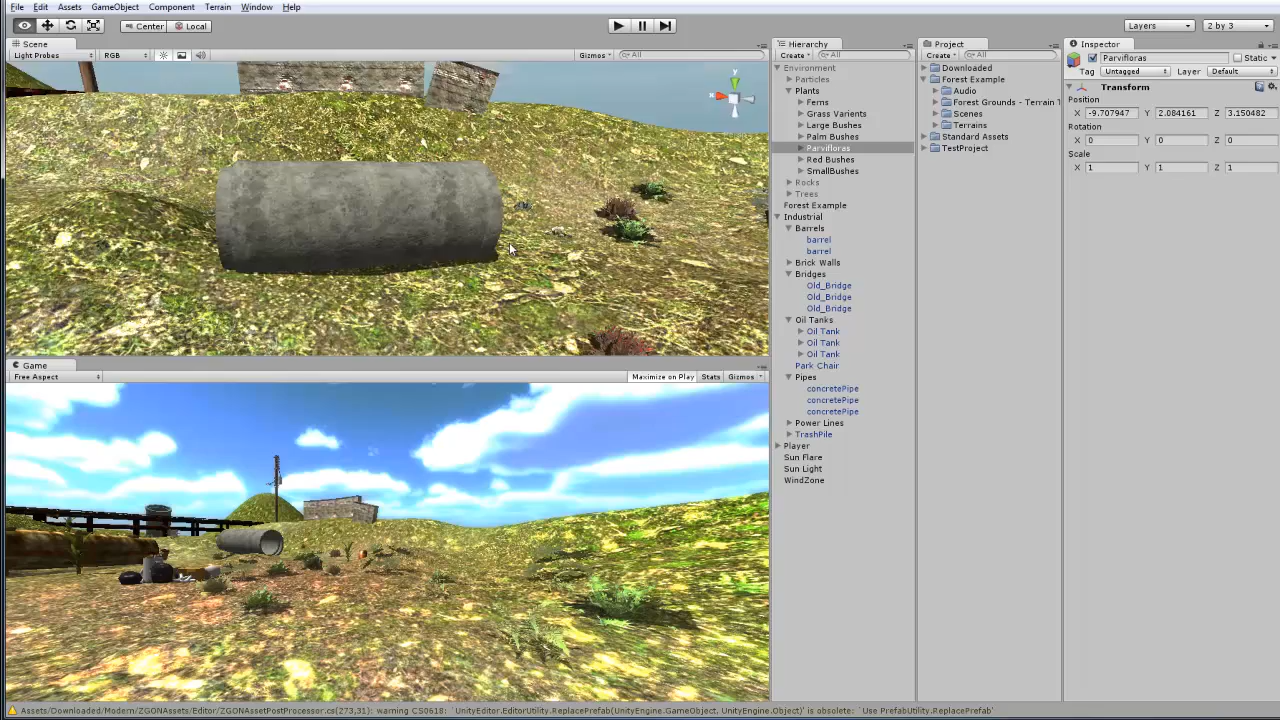 File Edit Assets GameObject Component Terrain Window Help
Center Local Layers 2 by 3
Scene
Light Probes RGB Gizmos All
Hierarchy
Create All
Environment
Particles
Plants
Ferns
Grass Varients
Large Bushes
Palm Bushes
Parvifloras
Red Bushes
SmallBushes
Rocks
Trees
Forest Example
Industrial
Barrels
barrel
barrel
Brick Walls
Bridges
Old_Bridge
Old_Bridge
Old_Bridge
Oil Tanks
Oil Tank
Oil Tank
Oil Tank
Park Chair
Pipes
concretePipe
concretePipe
concretePipe
Power Lines
TrashPile
Player
Sun Flare
Sun Light
WindZone
Project
Create All
Downloaded
Forest Example
Audio
Forest Grounds - Terrain T
Scenes
Terrains
Standard Assets
TestProject
Inspector
Parvifloras Static
Tag Untagged Layer Default
Transform
Position
X -9.707947 Y 2.084161 Z 3.150482
Rotation
X 0 Y 0 Z 0
Scale
X 1 Y 1 Z 1
y
x
Game
Free Aspect Maximize on Play Stats Gizmos
Assets/Downloaded/Modern/ZGONAssets/Editor/ZGONAssetPostProcessor.cs(273,31): warning CS0618: `UnityEditor.EditorUtility.ReplacePrefab(UnityEngine.GameObject, UnityEngine.Object)' is obsolete: `Use PrefabUtility.ReplacePrefab'